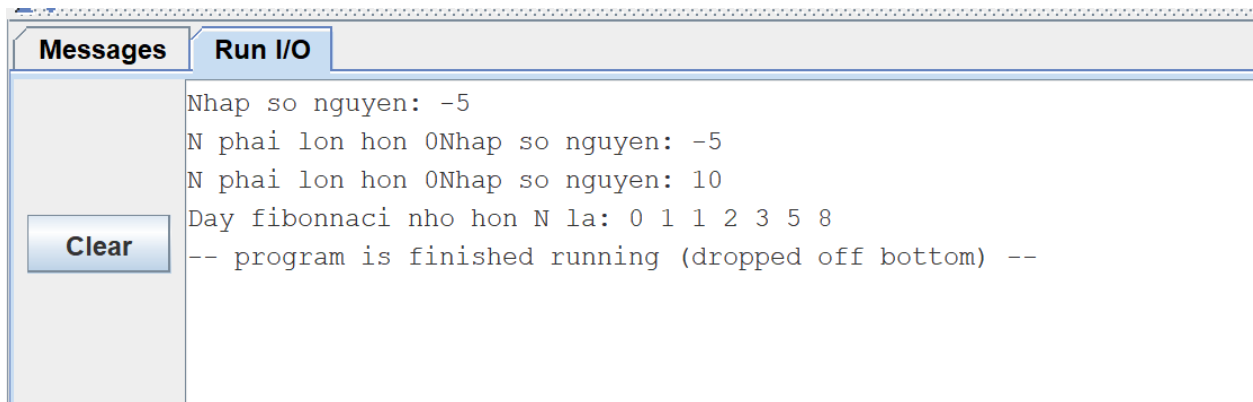 Messages Run I/O
Nhap so nguyen: -5
N phai lon hon 0Nhap so nguyen: -5
N phai lon hon 0Nhap so nguyen: 10
Day fibonnaci nho hon N la: 0 1 1 2 3 5 8
Clear
-- program is finished running (dropped off bottom) --